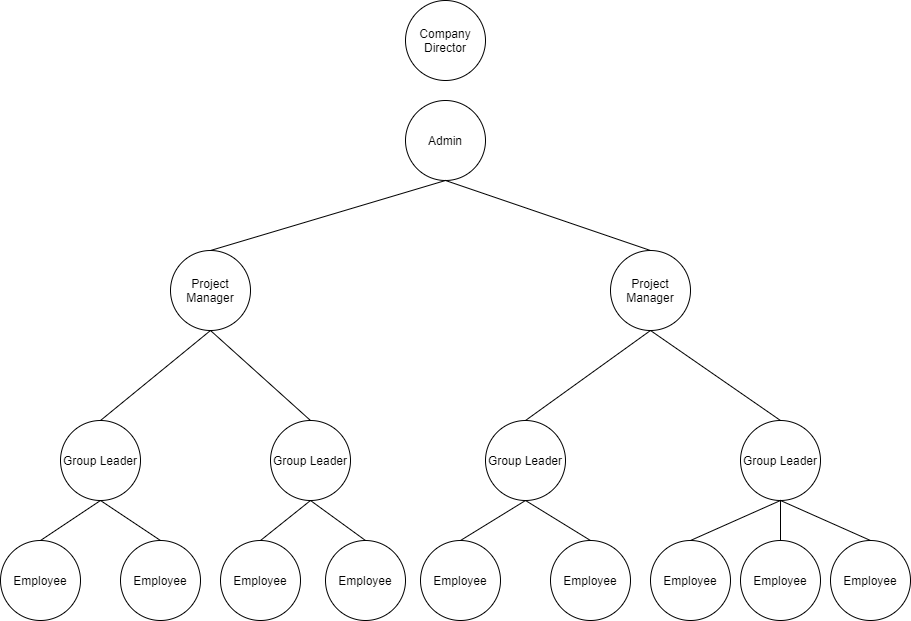 Company
Director
Admin
Project
Manager
Project
Manager
Group Leader
Group Leader
Group Leader
Group Leader
Employee
Employee
Employee
Employee
Employee
Employee
Employee
Employee
Employee